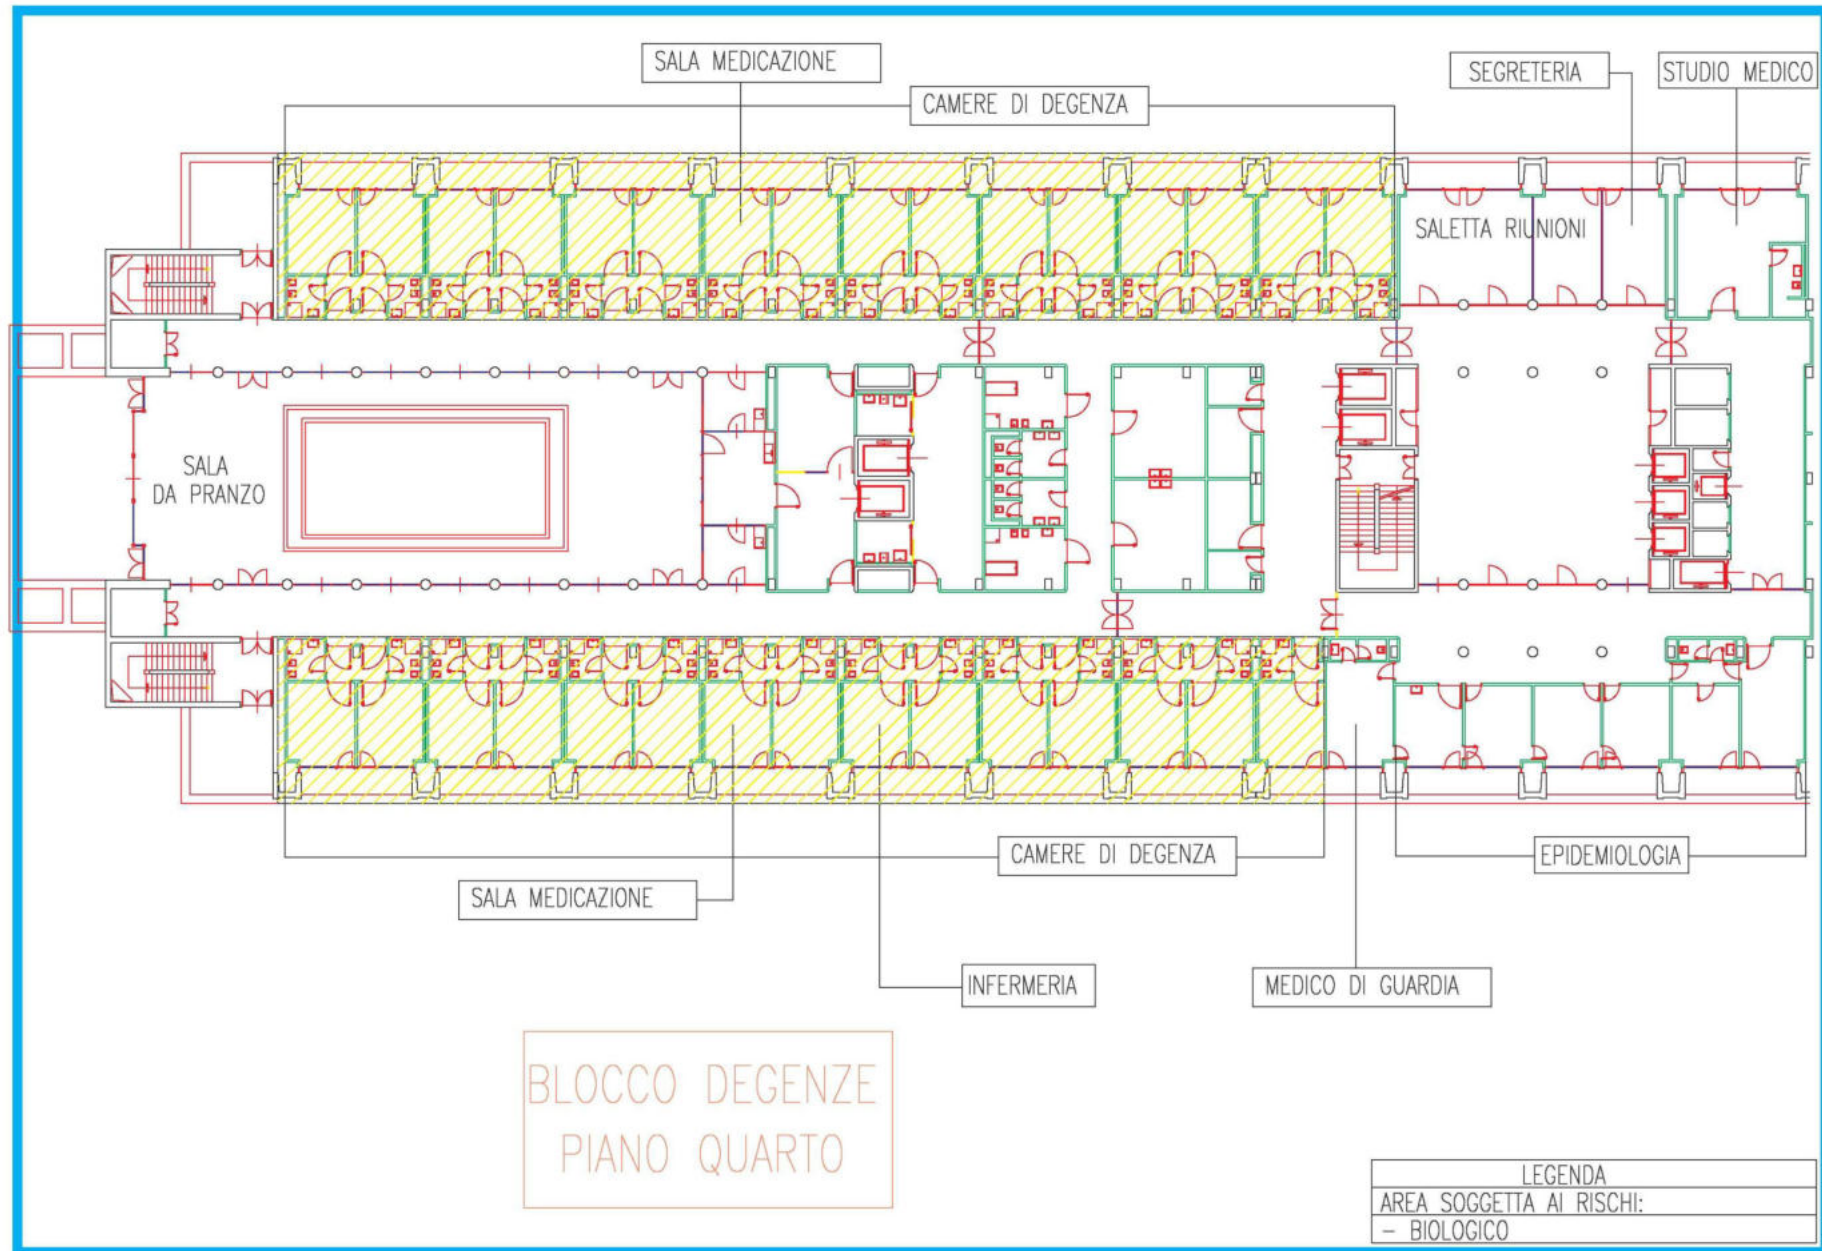 SALA MEDICAZIONE
SEGRETERIA
STUDIO MEDICO
CAMERE DI DEGENZA
SALETTA RIUNIONI
SALA
DA PRANZO
CAMERE DI DEGENZA
EPIDEMIOLOGIA
SALA MEDICAZIONE
INFERMERIA
MEDICO DI GUARDIA
BLOCCO DEGENZE
PIANO QUARTO
LEGENDA
AREA SOGGETTA AI RISCHI:
– BIOLOGICO